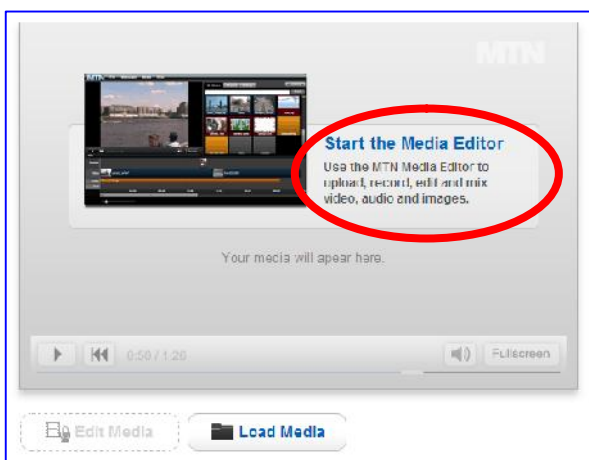 MTN
MTN
Start the Media Editor
Use the MTN Media Editor to
upload, record, edit and mix
video, audio and images.
Your media will apear here.
0:50 / 1:26
Fullscreen
Edit Media
Load Media